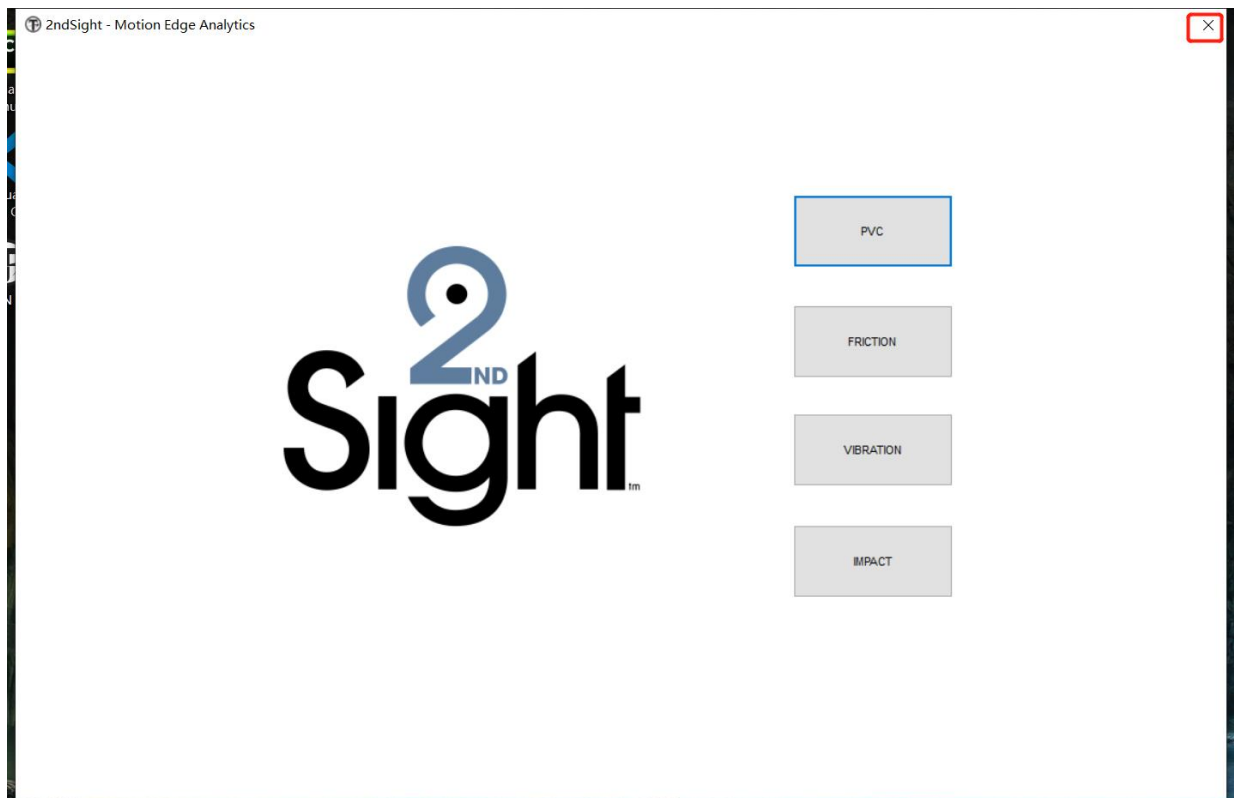 2ndSight - Motion Edge Analytics
PVC
2ND
Sight
tm
FRICTION
VIBRATION
IMPACT